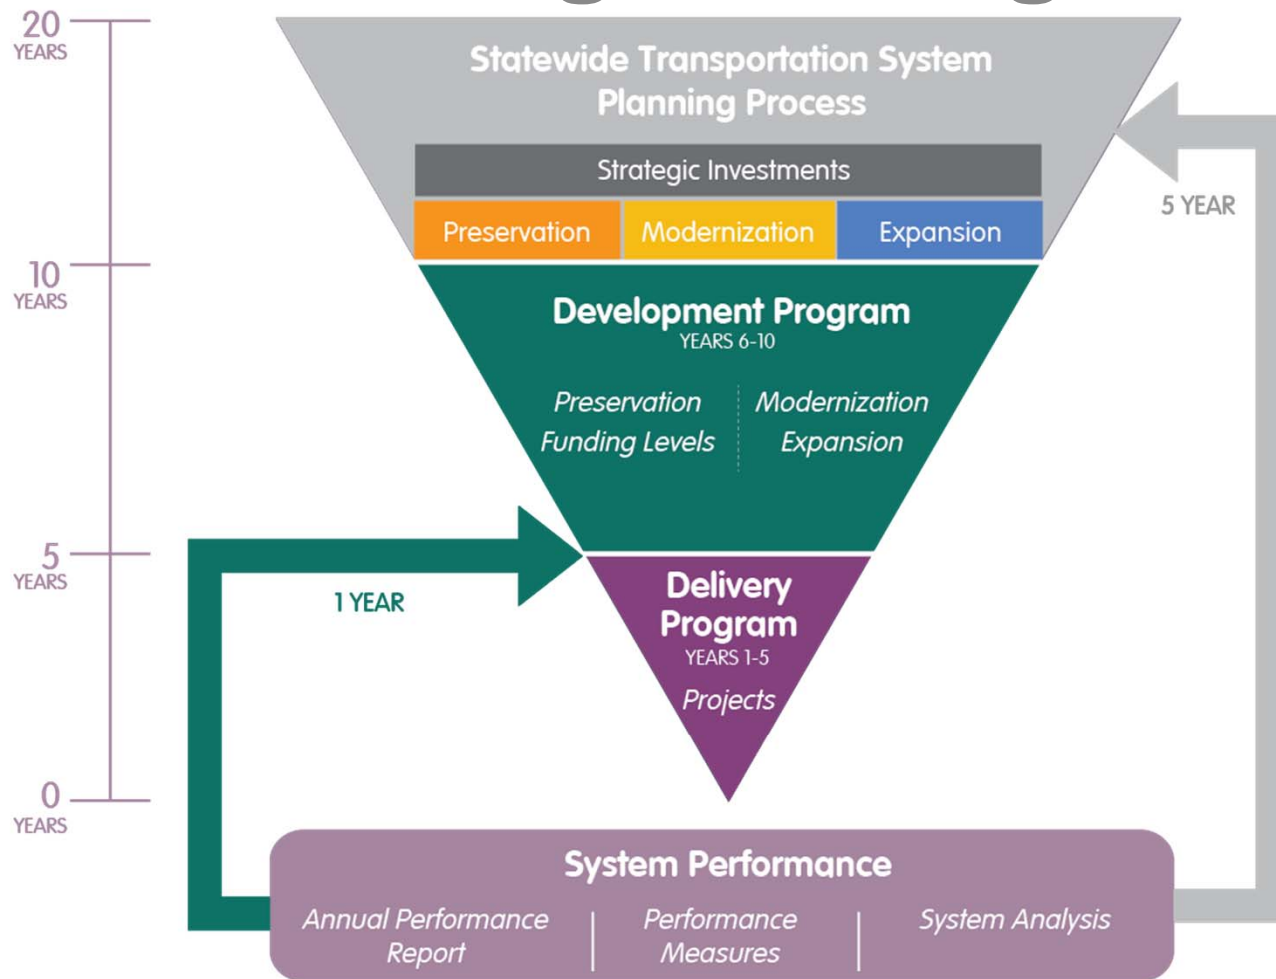 20
YEARS
Statewide Transportation System
Planning Process
Strategic Investments
Preservation
Modernization
Expansion
5 YEAR
10
YEARS
Development Program
YEARS 6-10
Preservation
Funding Levels
Modernization
Expansion
5
YEARS
1 YEAR
Delivery
Program
YEARS 1-5
Projects
0
YEARS
System Performance
Annual Performance
Report
Performance
Measures
System Analysis